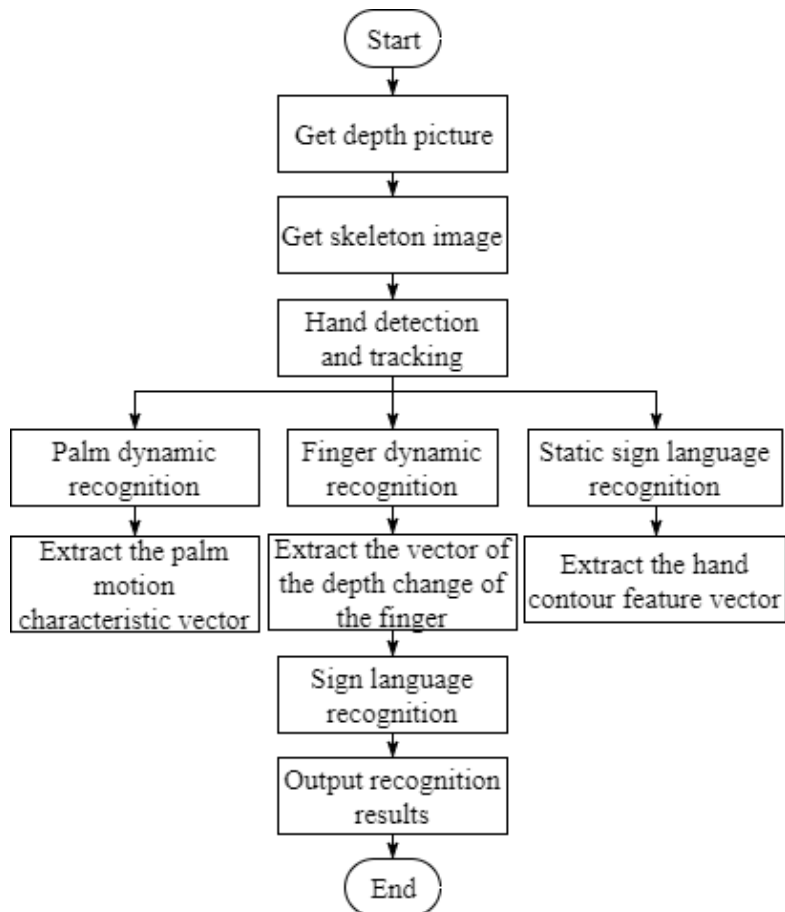 Start
Get depth picture
Get skeleton image
Hand detection
and tracking
Palm dynamic
recognition
Finger dynamic
recognition
Static sign language
recognition
Extract the palm
motion
characteristic vector
Extract the vector of
the depth change of
the finger
Extract the hand
contour feature vector
Sign language
recognition
Output recognition
results
End